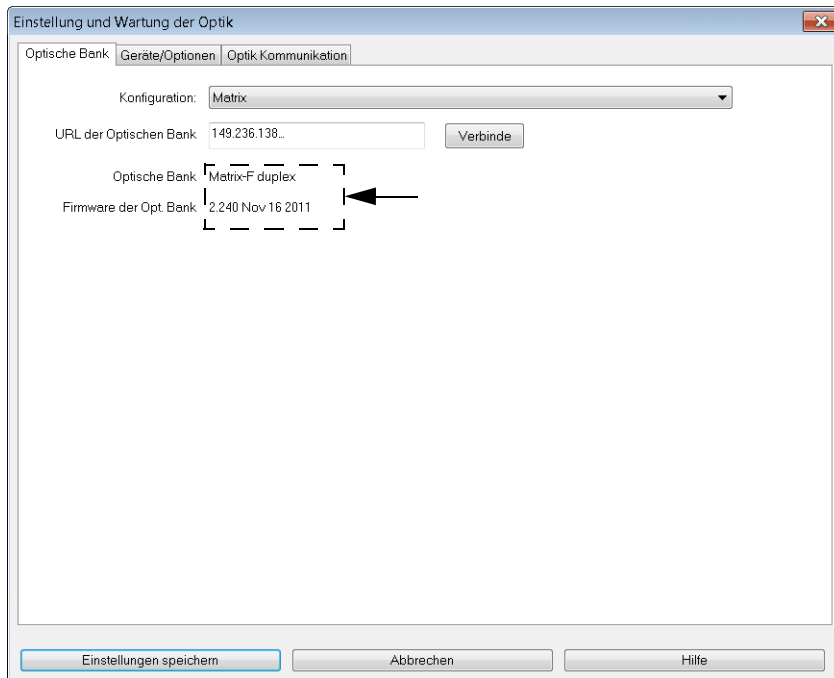 Einstellung und Wartung der Optik
Optische Bank Geräte/Optionen Optik Kommunikation
Konfiguration: Matrix
URL der Optischen Bank 149.236.138... Verbinde
Optische Bank Matrix-F duplex
Firmware der Opt. Bank 2.240 Nov 16 2011
Einstellungen speichern Abbrechen Hilfe